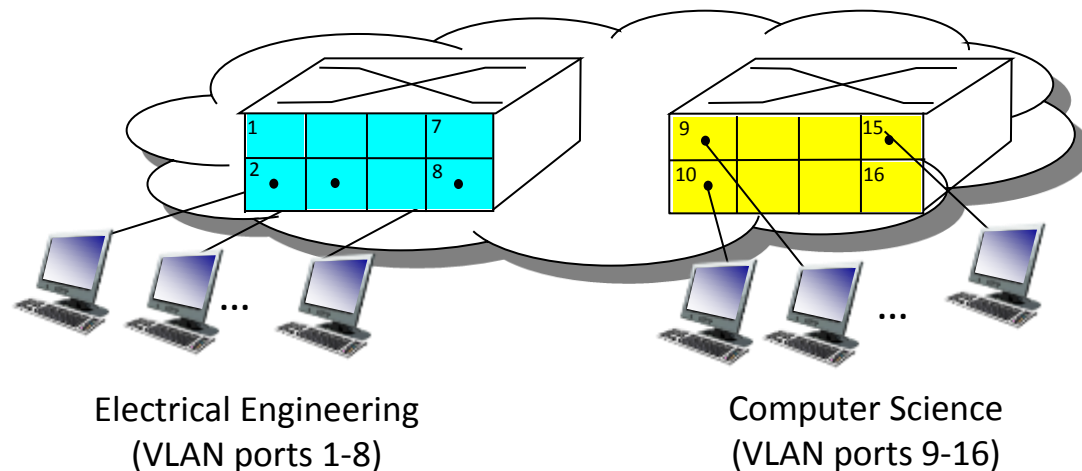 1 7
2 8
9 15
10 16
... ...
Electrical Engineering
(VLAN ports 1-8)
Computer Science
(VLAN ports 9-16)